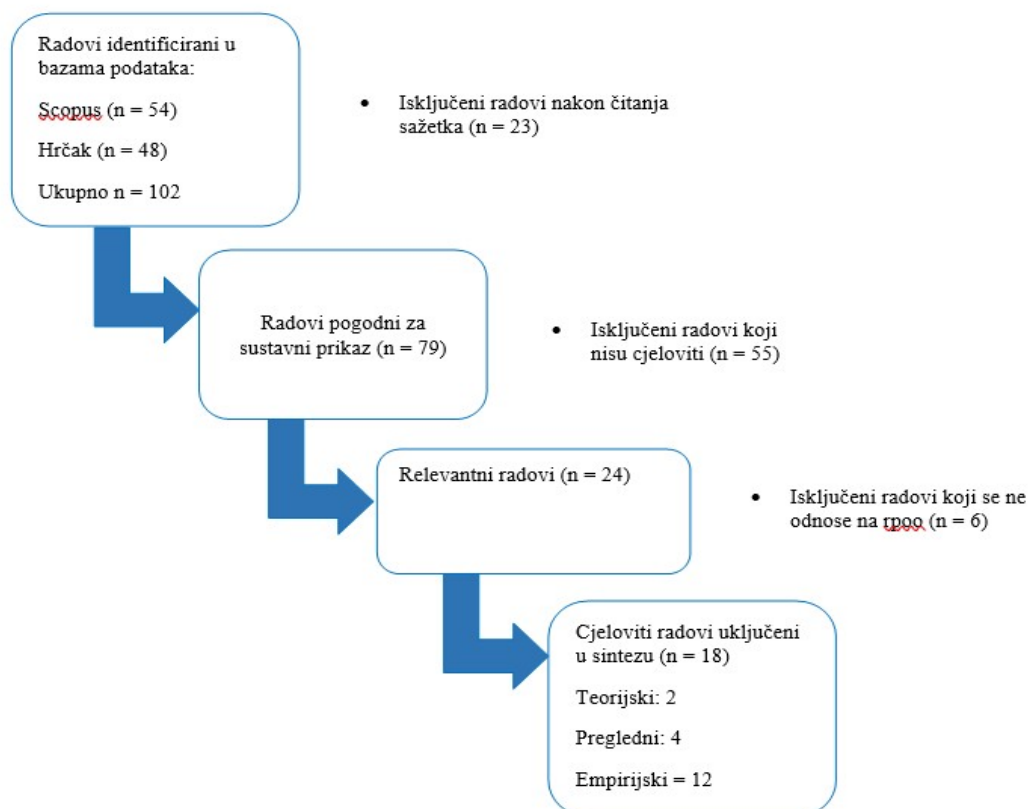 Radovi identificirani u
bazama podataka:
Scopus (n = 54)
Hrčak (n = 48)
Ukupno n = 102
• Isključeni radovi nakon čitanja
sažetka (n = 23)
Radovi pogodni za
sustavni prikaz (n = 79)
• Isključeni radovi koji
nisu cjeloviti (n = 55)
Relevantni radovi (n = 24)
• Isključeni radovi koji se ne
odnose na rpoo (n = 6)
Cjeloviti radovi uključeni
u sintezu (n = 18)
Teorijski: 2
Pregledni: 4
Empirijski = 12